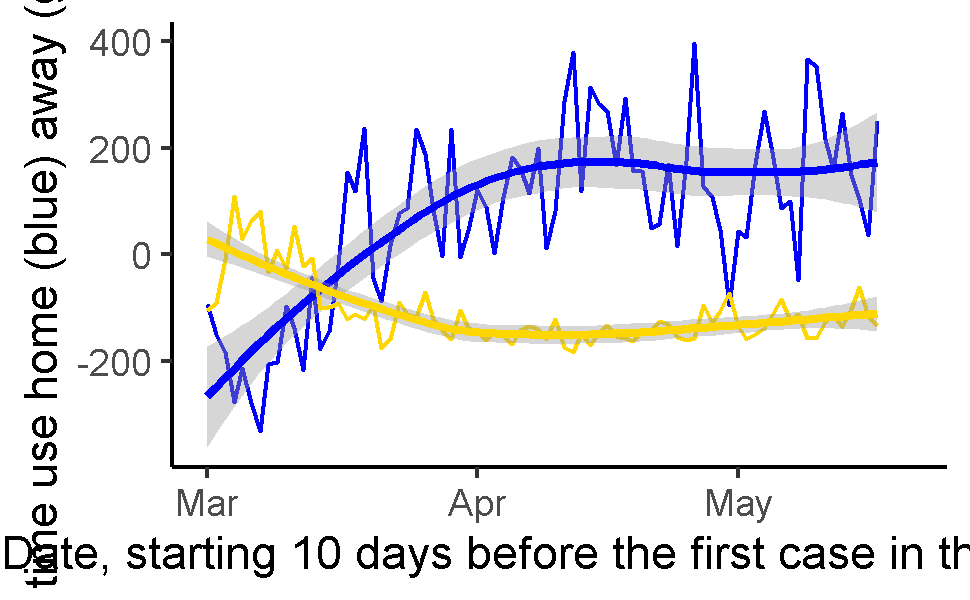 time use home (blue) away (
400
200
0
-200
Mar Apr May
Date, starting 10 days before the first case in th